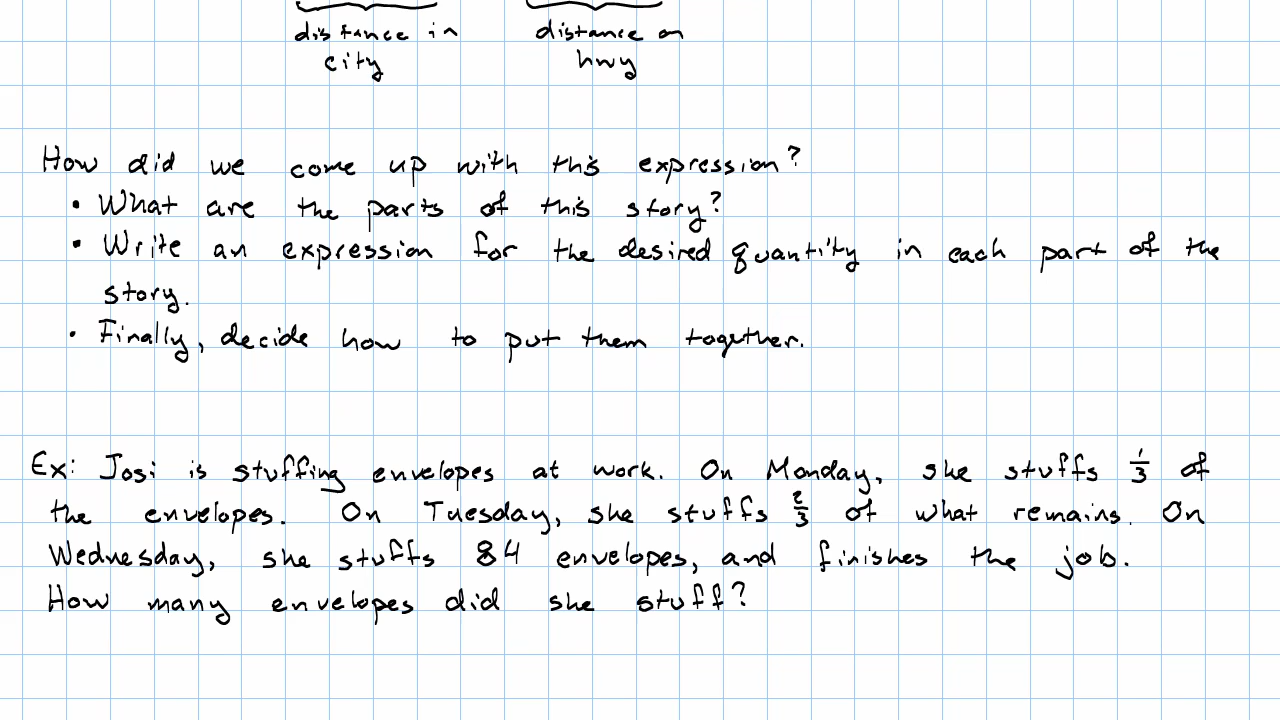 distance in distance on
city hwy
How did we come up with this expression?
• What are the parts of this story?
• Write an expression for the desired quantity in each part of the
story.
• Finally, decide how to put them together.
Ex: Josi is stuffing envelopes at work. On Monday, she stuffs 1/3 of
the envelopes. On Tuesday, she stuffs 2/3 of what remains. On
Wednesday, she stuffs 84 envelopes, and finishes the job.
How many envelopes did she stuff?